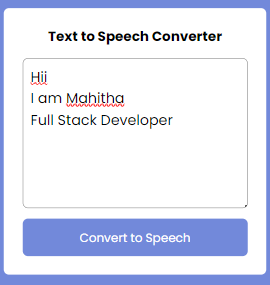 Text to Speech Converter
Hii
I am Mahitha
Full Stack Developer
Convert to Speech